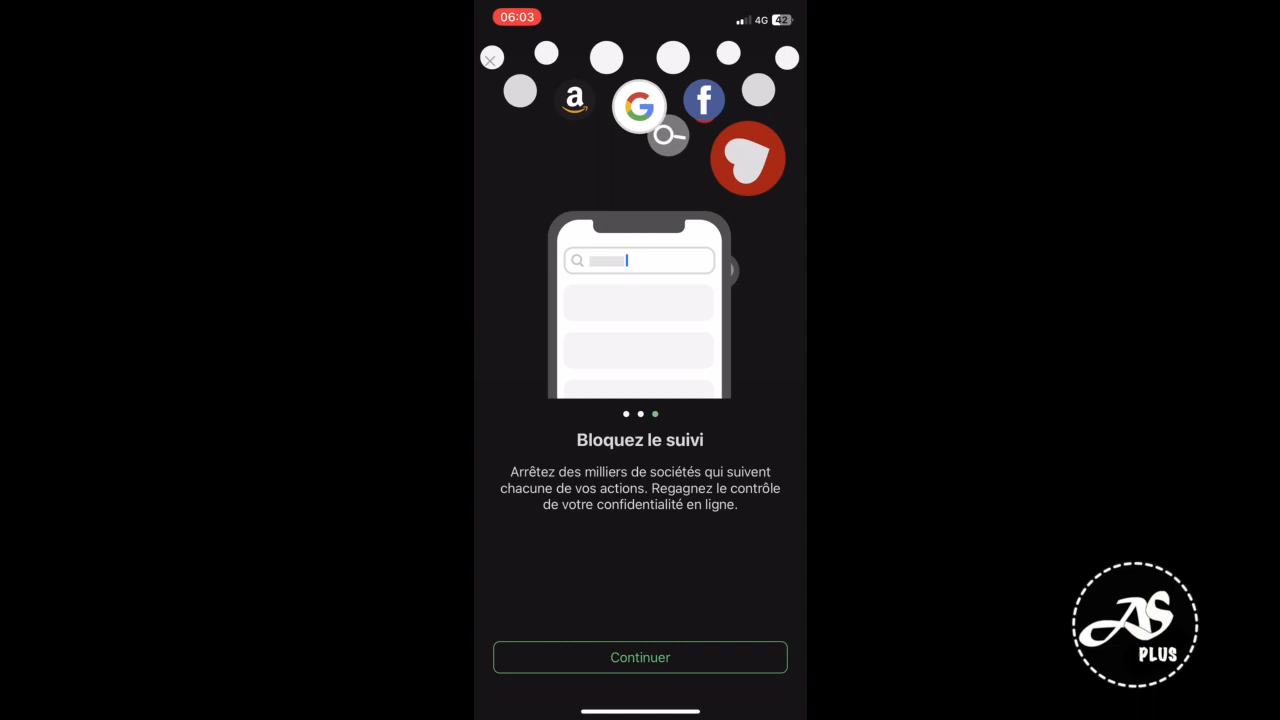 06:03
4G
42
a
G
f
Bloquez le suivi
Arrêtez des milliers de sociétés qui suivent
chacune de vos actions. Regagnez le contrôle
de votre confidentialité en ligne.
Continuer
AS
PLUS